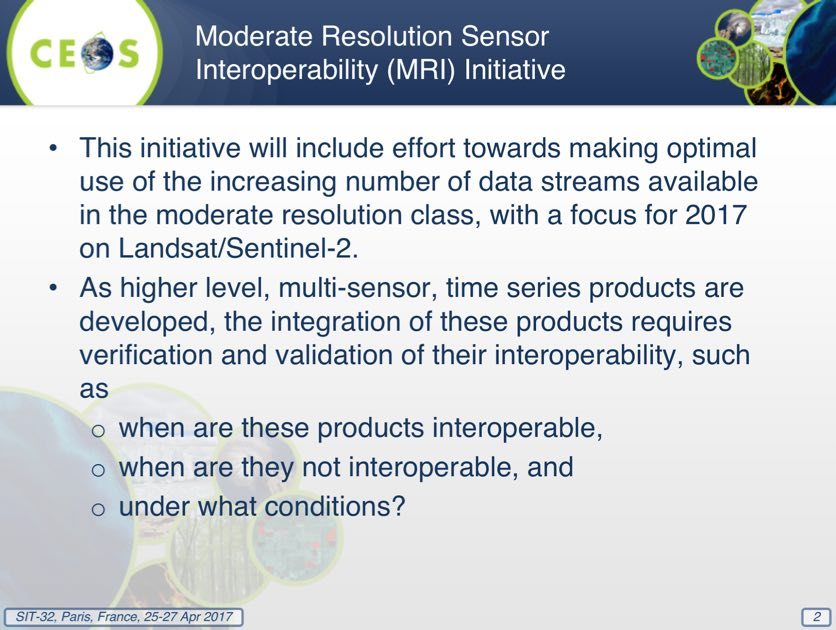 CEOS
Moderate Resolution Sensor
Interoperability (MRI) Initiative
• This initiative will include effort towards making optimal
use of the increasing number of data streams available
in the moderate resolution class, with a focus for 2017
on Landsat/Sentinel-2.
• As higher level, multi-sensor, time series products are
developed, the integration of these products requires
verification and validation of their interoperability, such
as
o when are these products interoperable,
o when are they not interoperable, and
o under what conditions?
SIT-32, Paris, France, 25-27 Apr 2017
2